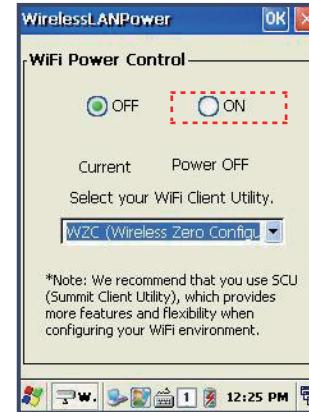 WirelessLANPower OK
WiFi Power Control
OFF ON
Current Power OFF
Select your WiFi Client Utility.
WZC (Wireless Zero Configu
*Note: We recommend that you use SCU
(Summit Client Utility), which provides
more features and flexibility when
configuring your WiFi environment.
W. 1 12:25 PM